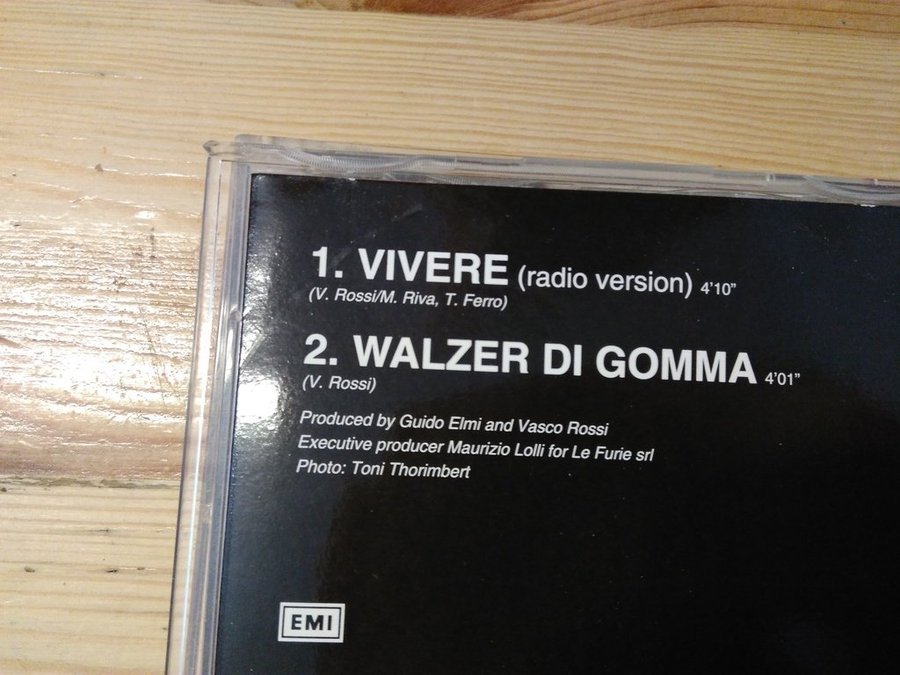 1. VIVERE (radio version) 4'10"
(V. Rossi/M. Riva, T. Ferro)
2. WALZER DI GOMMA 4'01"
(V. Rossi)
Produced by Guido Elmi and Vasco Rossi
Executive producer Maurizio Lolli for Le Furie srl
Photo: Toni Thorimbert
EMI